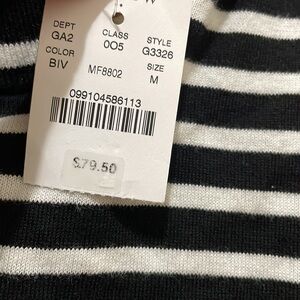 DEPT CLASS STYLE
GA2 005 G3326
COLOR SIZE
BIV MF8802 M
099104586113
$79.50